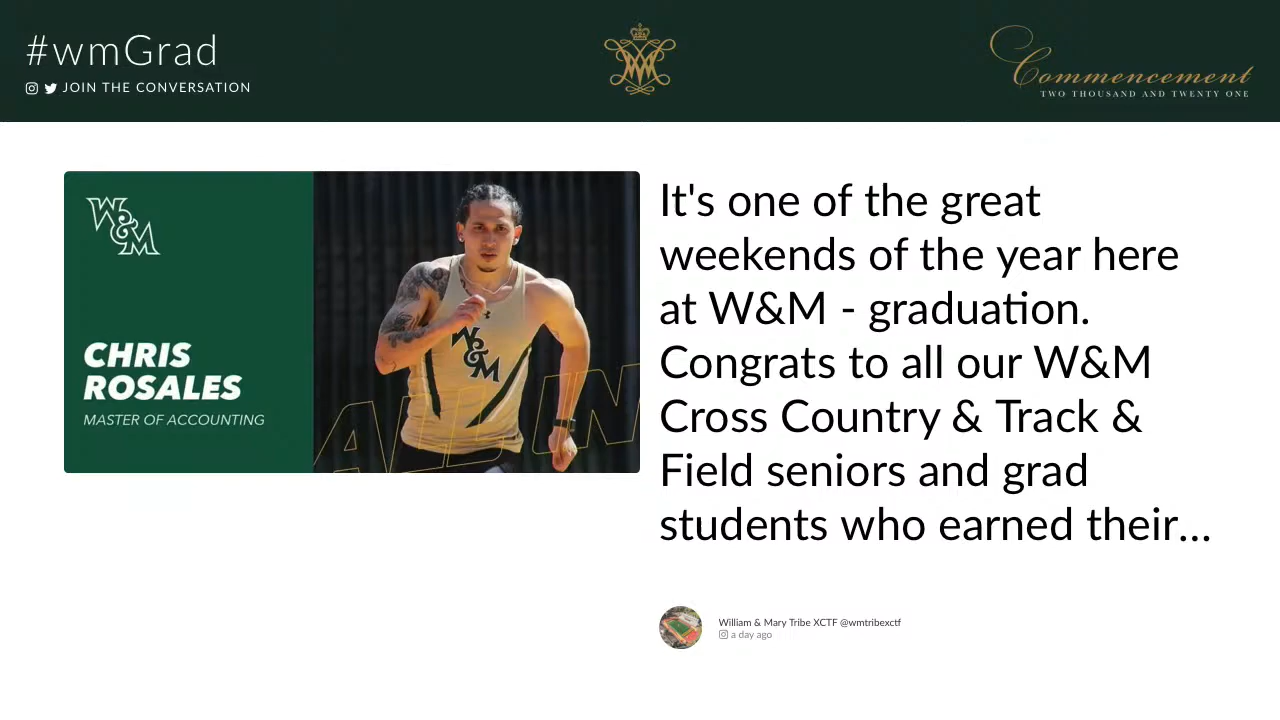 #wmGrad
JOIN THE CONVERSATION
Commencement
TWO THOUSAND AND TWENTY ONE
W&M
CHRIS
ROSALES
MASTER OF ACCOUNTING
W&M
ALL IN
It's one of the great
weekends of the year here
at W&M - graduation.
Congrats to all our W&M
Cross Country & Track &
Field seniors and grad
students who earned their...
William & Mary Tribe XCTF @wmtribexctf
a day ago